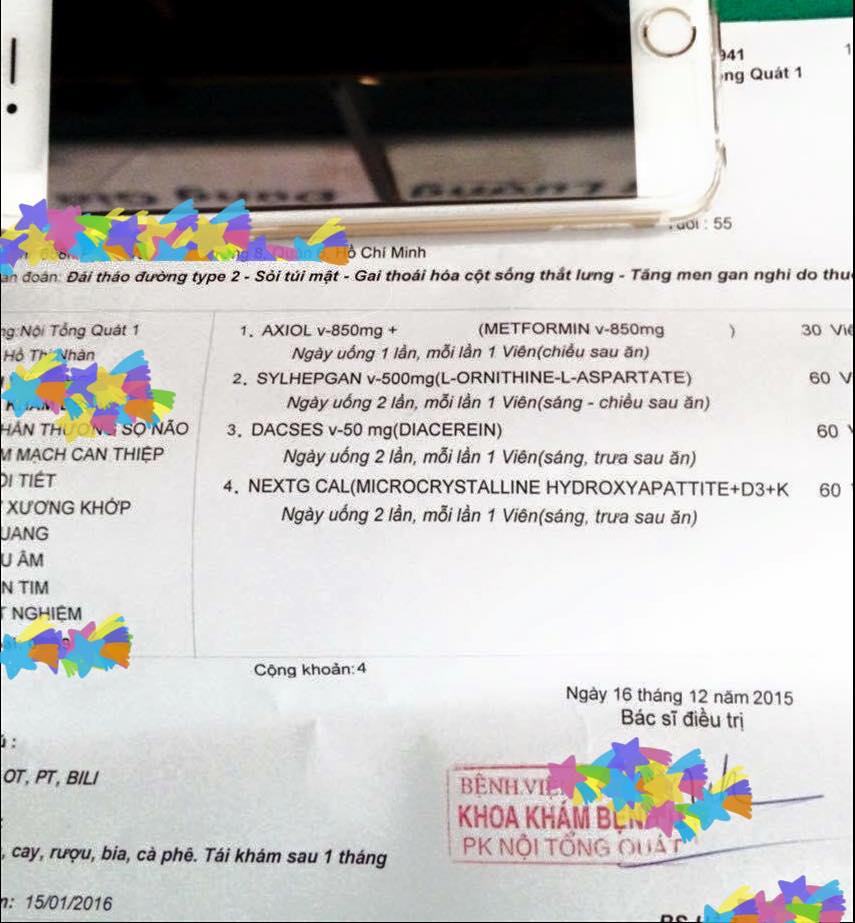 941
ng Quát 1
: 55
Hồ Chí Minh
an đoán: Đái tháo đường type 2 - Sỏi túi mật - Gai thoái hóa cột sống thắt lưng - Tăng men gan nghi do thu
ng Nội Tổng Quát 1
1. AXIOL v-850mg + (METFORMIN v-850mg ) 30 Viê
Hồ Th Nhàn
Ngày uống 1 lần, mỗi lần 1 Viên(chiều sau ăn)
2. SYLHEPGAN v-500mg(L-ORNITHINE-L-ASPARTATE) 60 V
Ngày uống 2 lần, mỗi lần 1 Viên(sáng - chiều sau ăn)
HẤN THƯƠNG SỌ NÃO
3. DACSES v-50 mg(DIACEREIN) 60
M MẠCH CAN THIỆP
Ngày uống 2 lần, mỗi lần 1 Viên(sáng, trưa sau ăn)
ỘI TIẾT
4. NEXTG CAL(MICROCRYSTALLINE HYDROXYAPATTITE+D3+K 60
XƯƠNG KHỚP
Ngày uống 2 lần, mỗi lần 1 Viên(sáng, trưa sau ăn)
UANG
U ÂM
N TIM
T NGHIỆM
Cộng khoản:4
Ngày 16 tháng 12 năm 2015
Bác sĩ điều trị
OT, PT, BILI
BỆNH VIỆ
KHOA KHÁM BỆN
PK NỘI TỔNG QUÁT
, cay, rượu, bia, cà phê. Tái khám sau 1 tháng
n: 15/01/2016